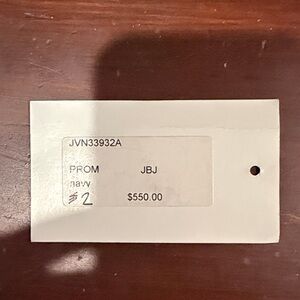 JVN33932A
PROM JBJ
navy
#2 $550.00